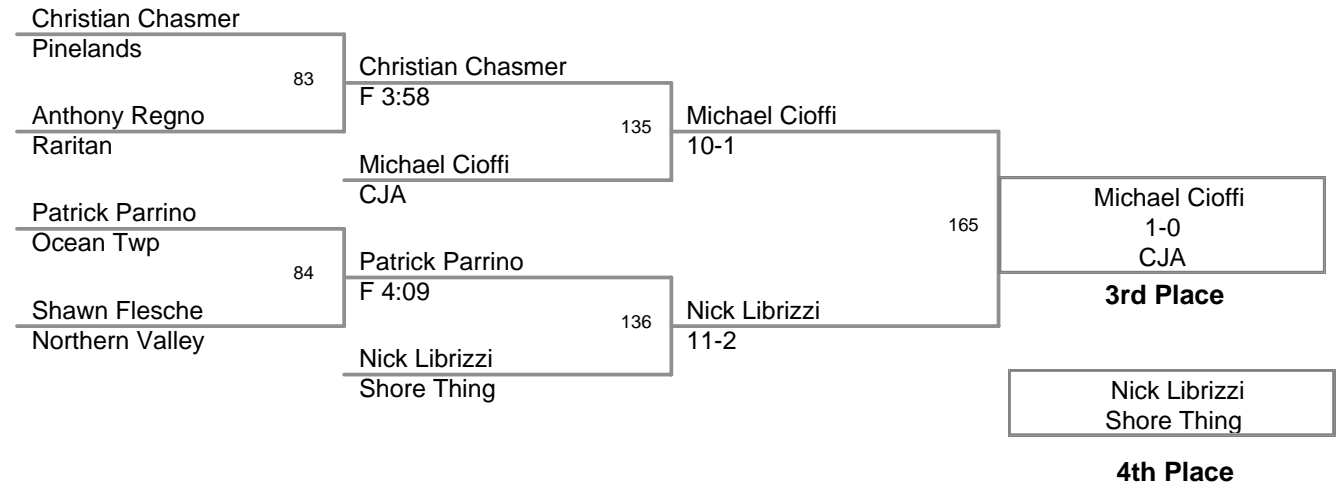 Christian Chasmer
Pinelands
83
Christian Chasmer
F 3:58
Anthony Regno
Raritan
135
Michael Cioffi
10-1
Michael Cioffi
CJA
Patrick Parrino
Ocean Twp
84
Patrick Parrino
F 4:09
Shawn Flesche
Northern Valley
136
Nick Librizzi
11-2
Nick Librizzi
Shore Thing
165
Michael Cioffi
1-0
CJA
3rd Place
Nick Librizzi
Shore Thing
4th Place